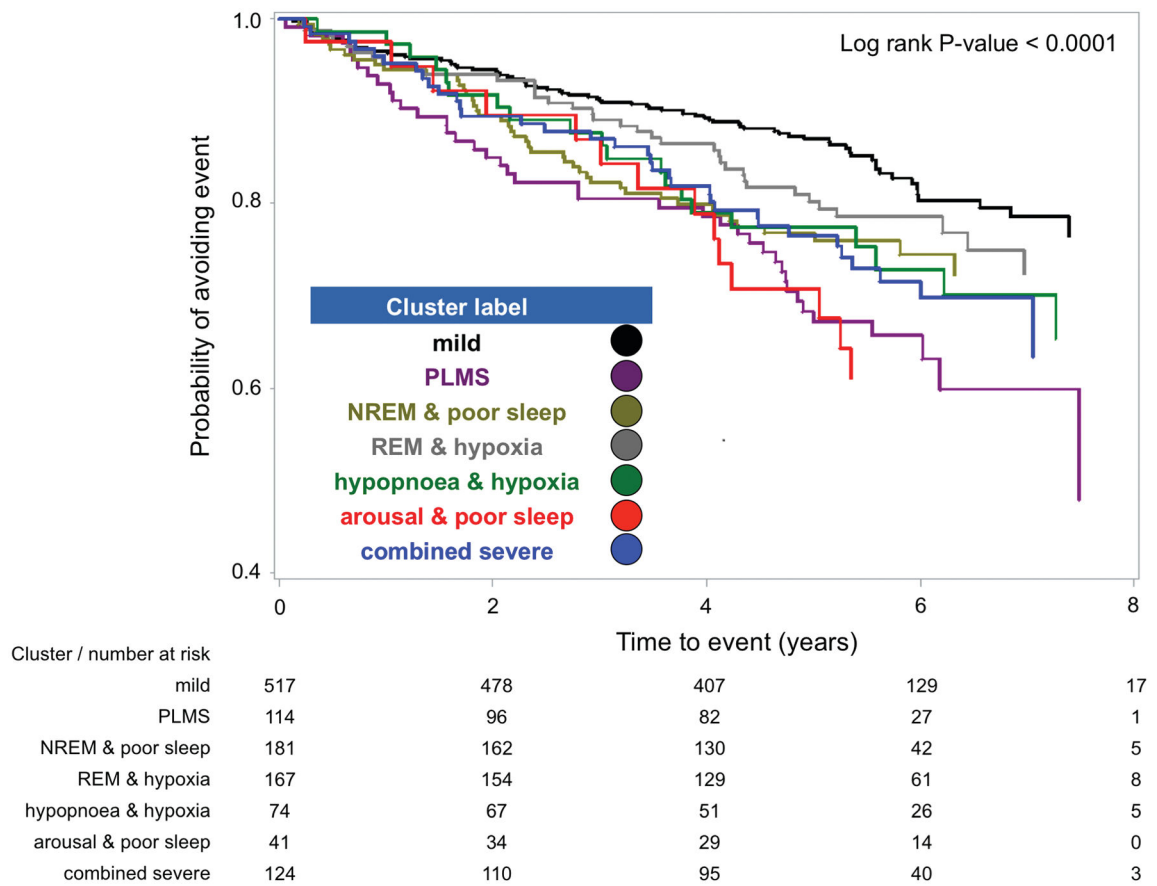 1.0
Log rank P-value < 0.0001
0.8
Probability of avoiding event
Cluster label
mild
PLMS
NREM & poor sleep
REM & hypoxia
hypopnoea & hypoxia
arousal & poor sleep
combined severe
0.6
0.4
0 2 4 6 8
Time to event (years)
Cluster / number at risk
mild 517 478 407 129 17
PLMS 114 96 82 27 1
NREM & poor sleep 181 162 130 42 5
REM & hypoxia 167 154 129 61 8
hypopnoea & hypoxia 74 67 51 26 5
arousal & poor sleep 41 34 29 14 0
combined severe 124 110 95 40 3